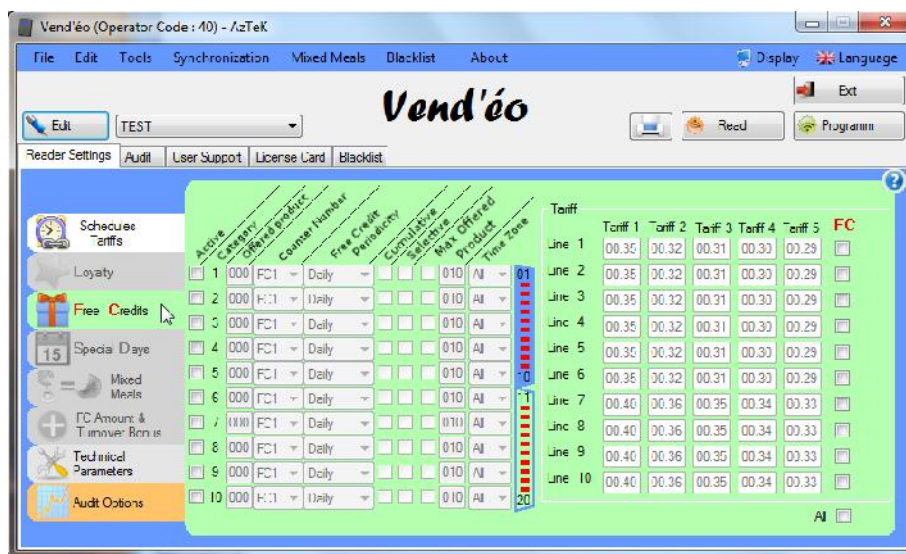 Vend'éo (Operator Code : 40) - AzTeK
File Edit Tools Synchronization Mixed Meals Blacklist About Display Language
Vend'éo
Exit
Edit TEST Read Programm
Reader Settings Audit User Support License Card Blacklist
Schedules Tariffs
Loyalty
Free Credits
15 Special Days
Mixed Meals
FC Amount & Turnover Bonus
Technical Parameters
Audit Options
Active Category Offered product Counter Number Free Credit Periodicity Cumulative Selective Max Offered Product Time Zone
1 000 FC1 Daily 010 All
2 000 FC1 Daily 010 All
3 000 FC1 Daily 010 All
4 000 FC1 Daily 010 All
5 000 FC1 Daily 010 All
6 000 FC1 Daily 010 All
7 000 FC1 Daily 010 All
8 000 FC1 Daily 010 All
9 000 FC1 Daily 010 All
10 000 FC1 Daily 010 All
01
10
11
20
Tariff
Tariff 1 Tariff 2 Tariff 3 Tariff 4 Tariff 5 FC
Line 1 00.35 00.32 00.31 00.30 00.29
Line 2 00.35 00.32 00.31 00.30 00.29
Line 3 00.35 00.32 00.31 00.30 00.29
Line 4 00.35 00.32 00.31 00.30 00.29
Line 5 00.35 00.32 00.31 00.30 00.29
Line 6 00.35 00.32 00.31 00.30 00.29
Line 7 00.40 00.36 00.35 00.34 00.33
Line 8 00.40 00.36 00.35 00.34 00.33
Line 9 00.40 00.36 00.35 00.34 00.33
Line 10 00.40 00.36 00.35 00.34 00.33
All